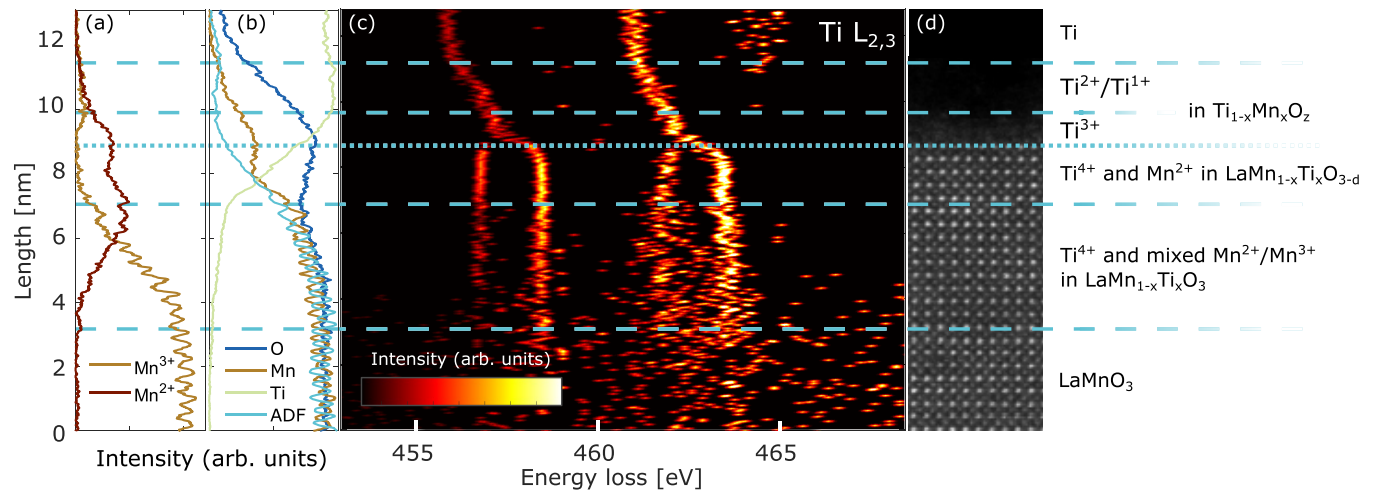 (a)
(b)
(c)
Ti L2,3
(d)
Length [nm]
12
10
8
6
4
2
0
Mn3+
Mn2+
O
Mn
Ti
ADF
Intensity (arb. units)
Intensity (arb. units)
455
460
465
Energy loss [eV]
Ti
Ti2+/Ti1+
in Ti1-xMnxOz
Ti3+
Ti4+ and Mn2+ in LaMn1-xTixO3-d
Ti4+ and mixed Mn2+/Mn3+
in LaMn1-xTixO3
LaMnO3